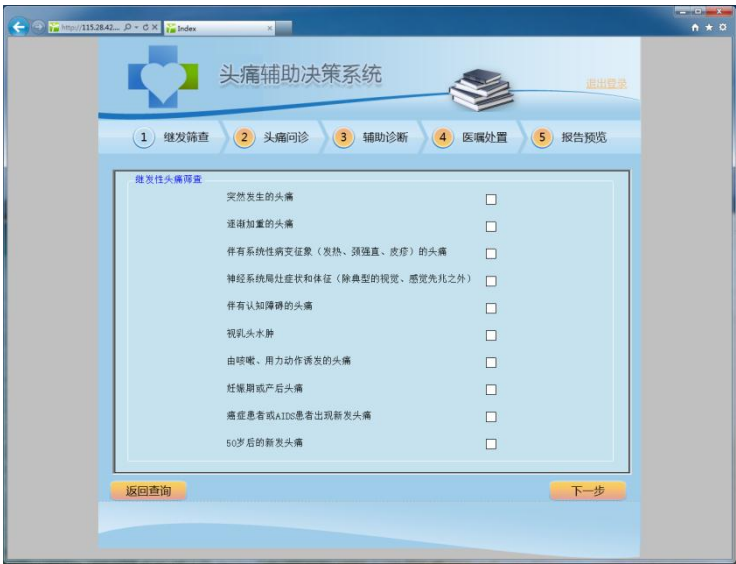 http://115.28.42...
Index
头痛辅助决策系统
退出登录
1 继发筛查
2 头痛问诊
3 辅助诊断
4 医嘱处置
5 报告预览
继发性头痛筛查
突然发生的头痛
逐渐加重的头痛
伴有系统性病变征象（发热、颈强直、皮疹）的头痛
神经系统局灶症状和体征（除典型的视觉、感觉先兆之外）
伴有认知障碍的头痛
视乳头水肿
由咳嗽、用力动作诱发的头痛
妊娠期或产后头痛
癌症患者或AIDS患者出现新发头痛
50岁后的新发头痛
返回查询
下一步